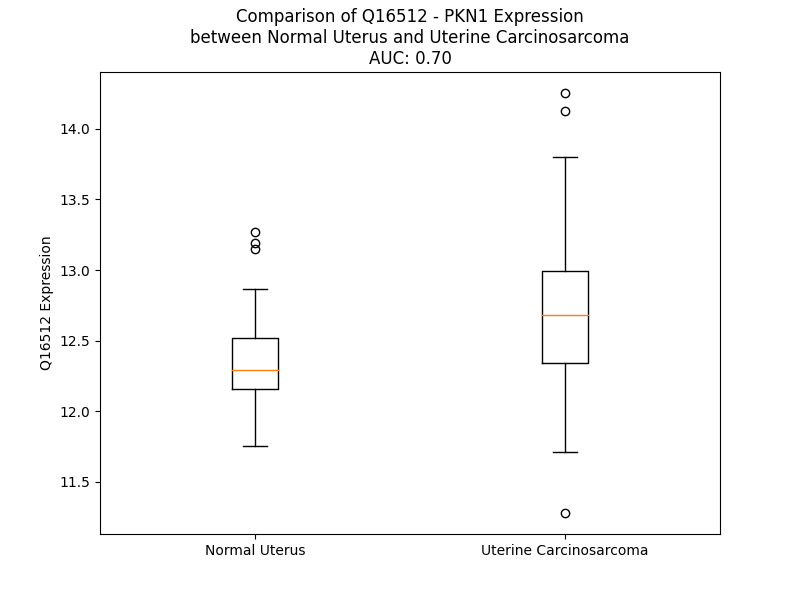 Comparison of Q16512 - PKN1 Expression
between Normal Uterus and Uterine Carcinosarcoma
AUC: 0.70
Q16512 Expression
14.0
13.5
13.0
12.5
12.0
11.5
Normal Uterus
Uterine Carcinosarcoma